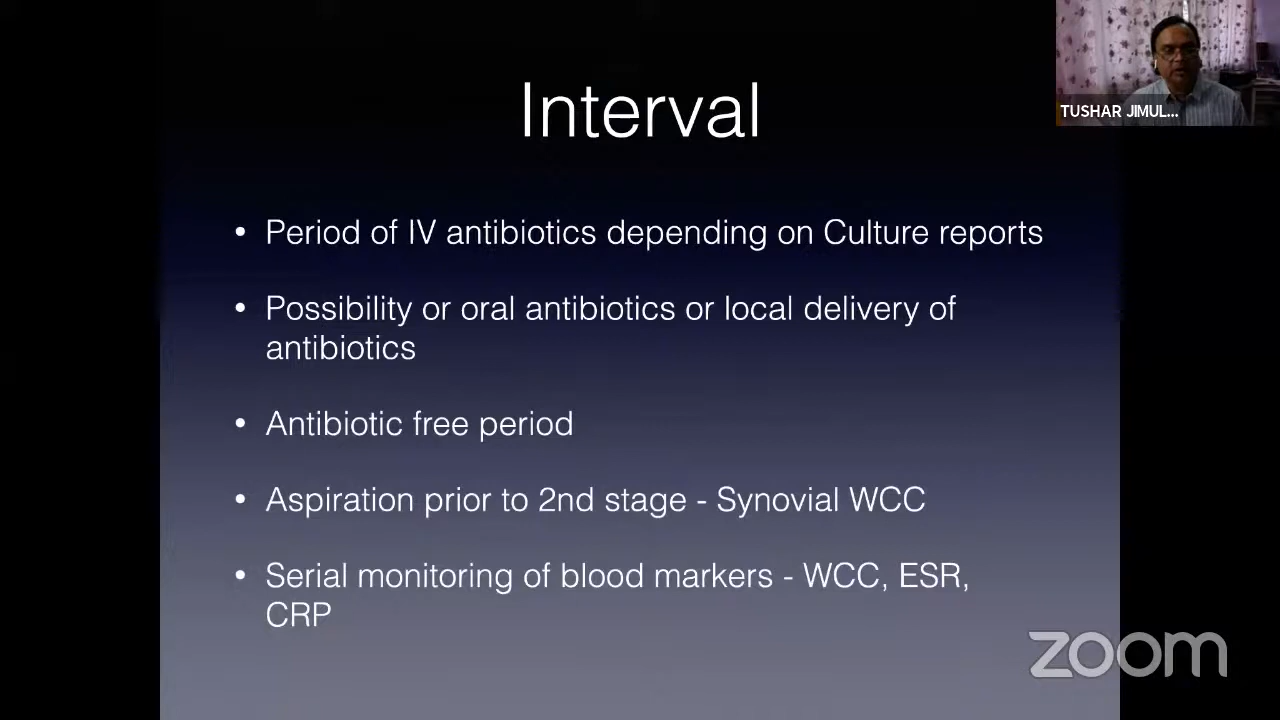 Interval
TUSHAR JIMUL...
• Period of IV antibiotics depending on Culture reports
• Possibility or oral antibiotics or local delivery of
antibiotics
• Antibiotic free period
• Aspiration prior to 2nd stage - Synovial WCC
• Serial monitoring of blood markers - WCC, ESR,
CRP
zoom